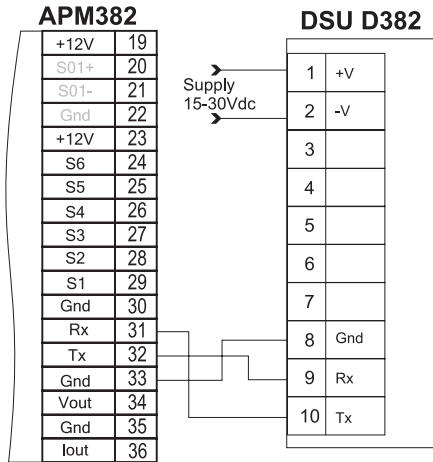 APM382
+12V 19
S01+ 20
S01- 21
Gnd 22
+12V 23
S6 24
S5 25
S4 26
S3 27
S2 28
S1 29
Gnd 30
Rx 31
Tx 32
Gnd 33
Vout 34
Gnd 35
Iout 36
Supply
15-30Vdc
DSU D382
1 +V
2 -V
3
4
5
6
7
8 Gnd
9 Rx
10 Tx